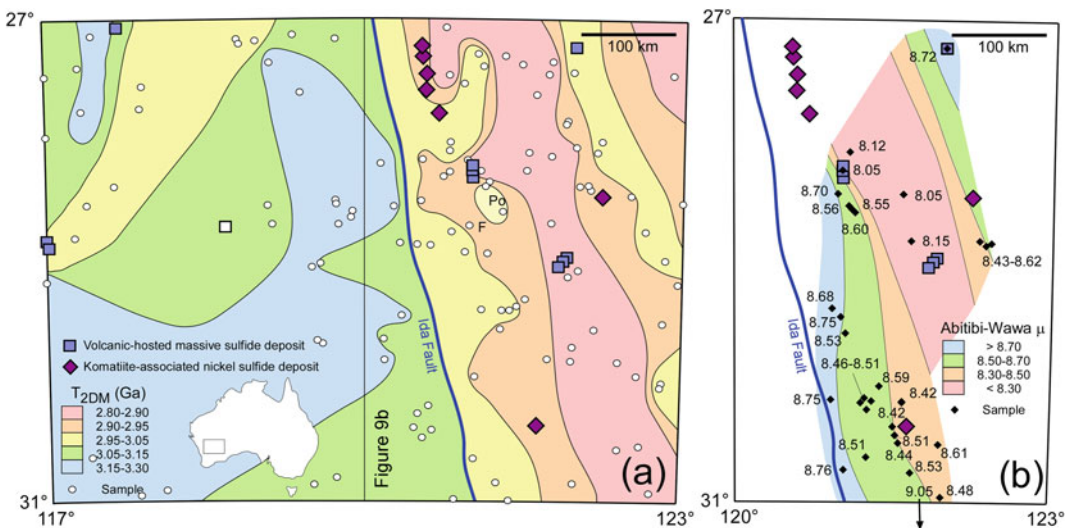 27°
100 km
Po
F
Ida Fault
Figure 9b
Volcanic-hosted massive sulfide deposit
Komatiite-associated nickel sulfide deposit
T2DM (Ga)
2.80-2.90
2.90-2.95
2.95-3.05
3.05-3.15
3.15-3.30
Sample
(a)
31°
117°
123°
27°
100 km
8.72
8.12
8.05
8.70
8.55
8.05
8.56
8.60
8.15
8.43-8.62
8.68
8.75
8.53
Ida Fault
Abitibi-Wawa μ
> 8.70
8.50-8.70
8.30-8.50
< 8.30
Sample
8.46-8.51
8.59
8.75
8.42
8.42
8.51
8.51
8.44
8.61
8.76
8.53
9.05
8.48
(b)
31°
120°
123°